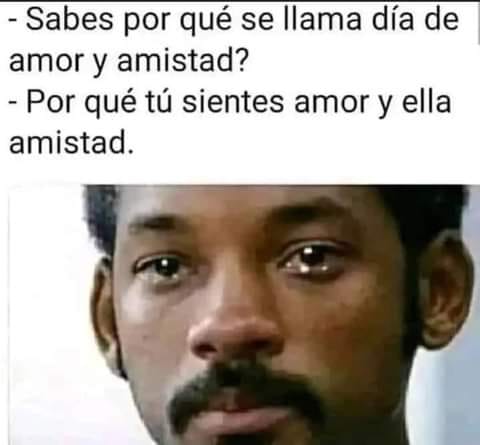 - Sabes por qué se llama día de
amor y amistad?
- Por qué tú sientes amor y ella
amistad.